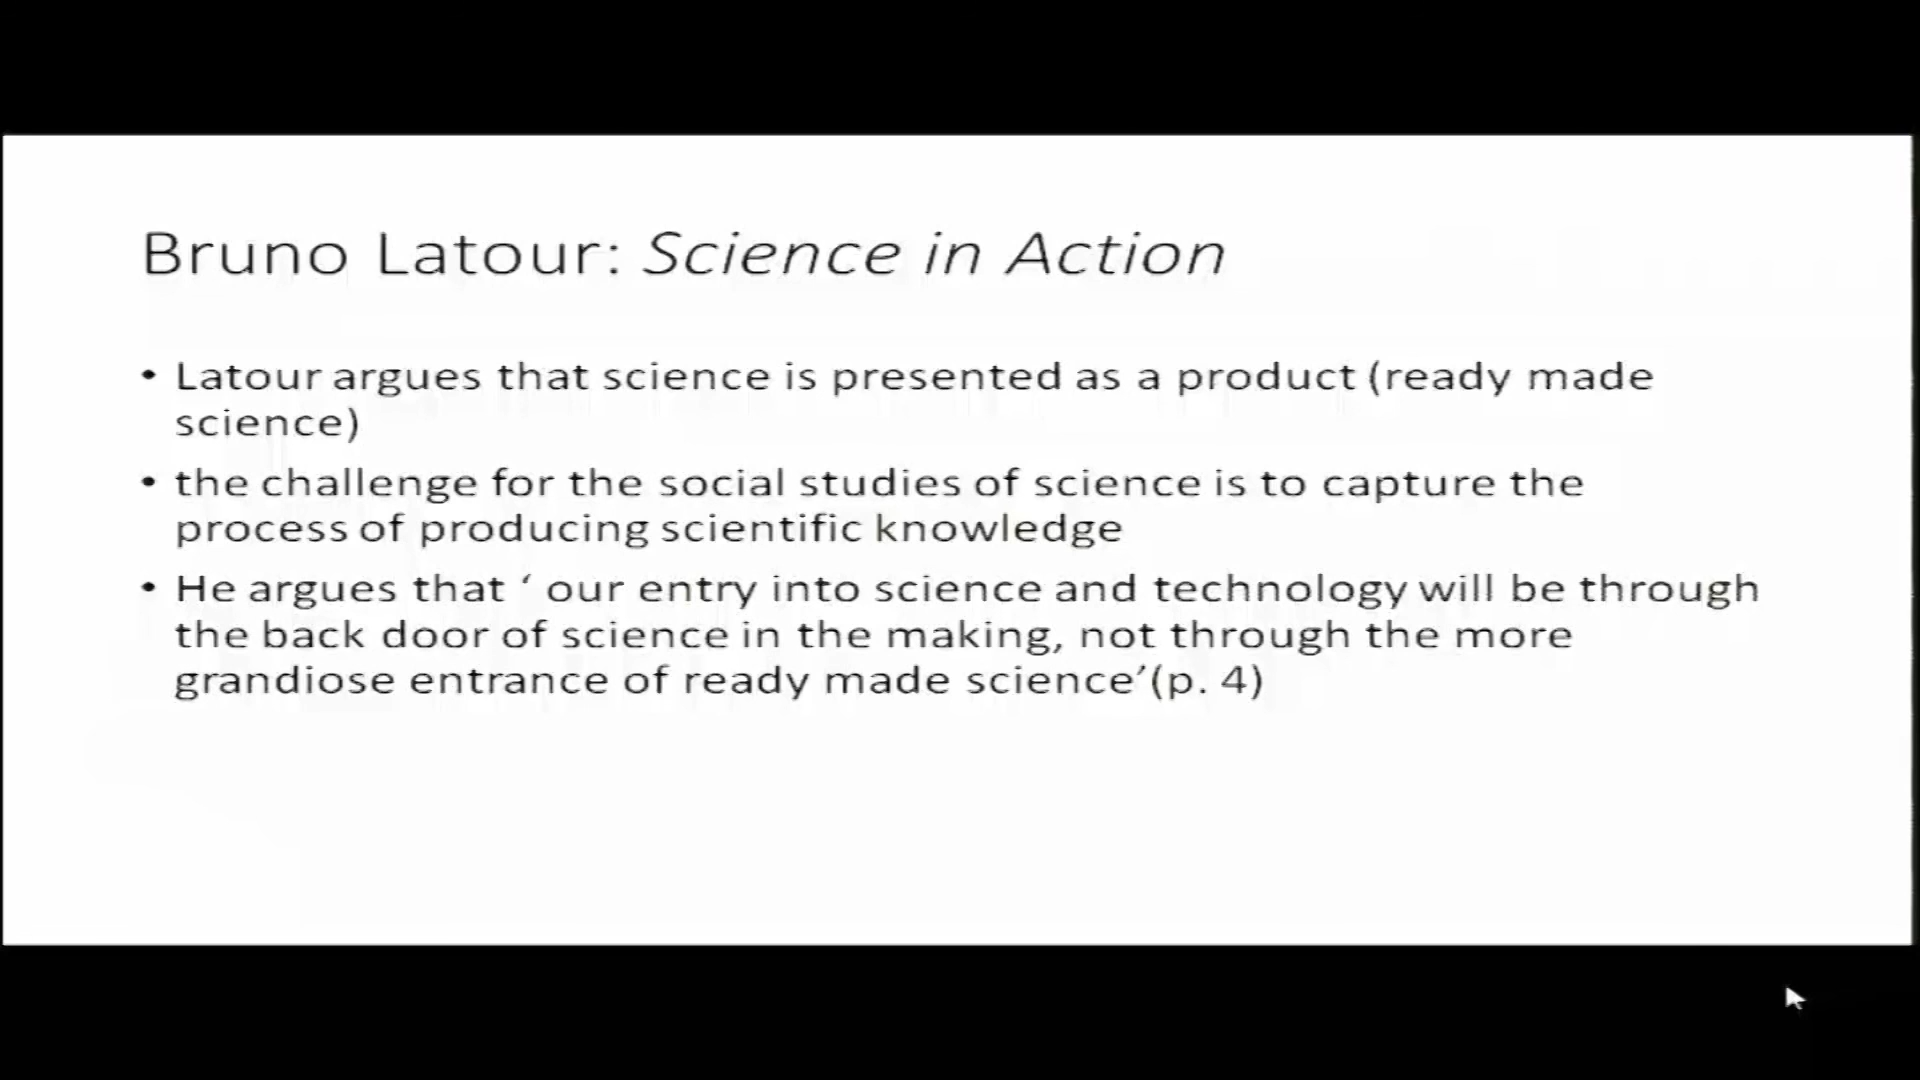 Bruno Latour: Science in Action
• Latour argues that science is presented as a product (ready made
science)
• the challenge for the social studies of science is to capture the
process of producing scientific knowledge
• He argues that ‘ our entry into science and technology will be through
the back door of science in the making, not through the more
grandiose entrance of ready made science’(p. 4)